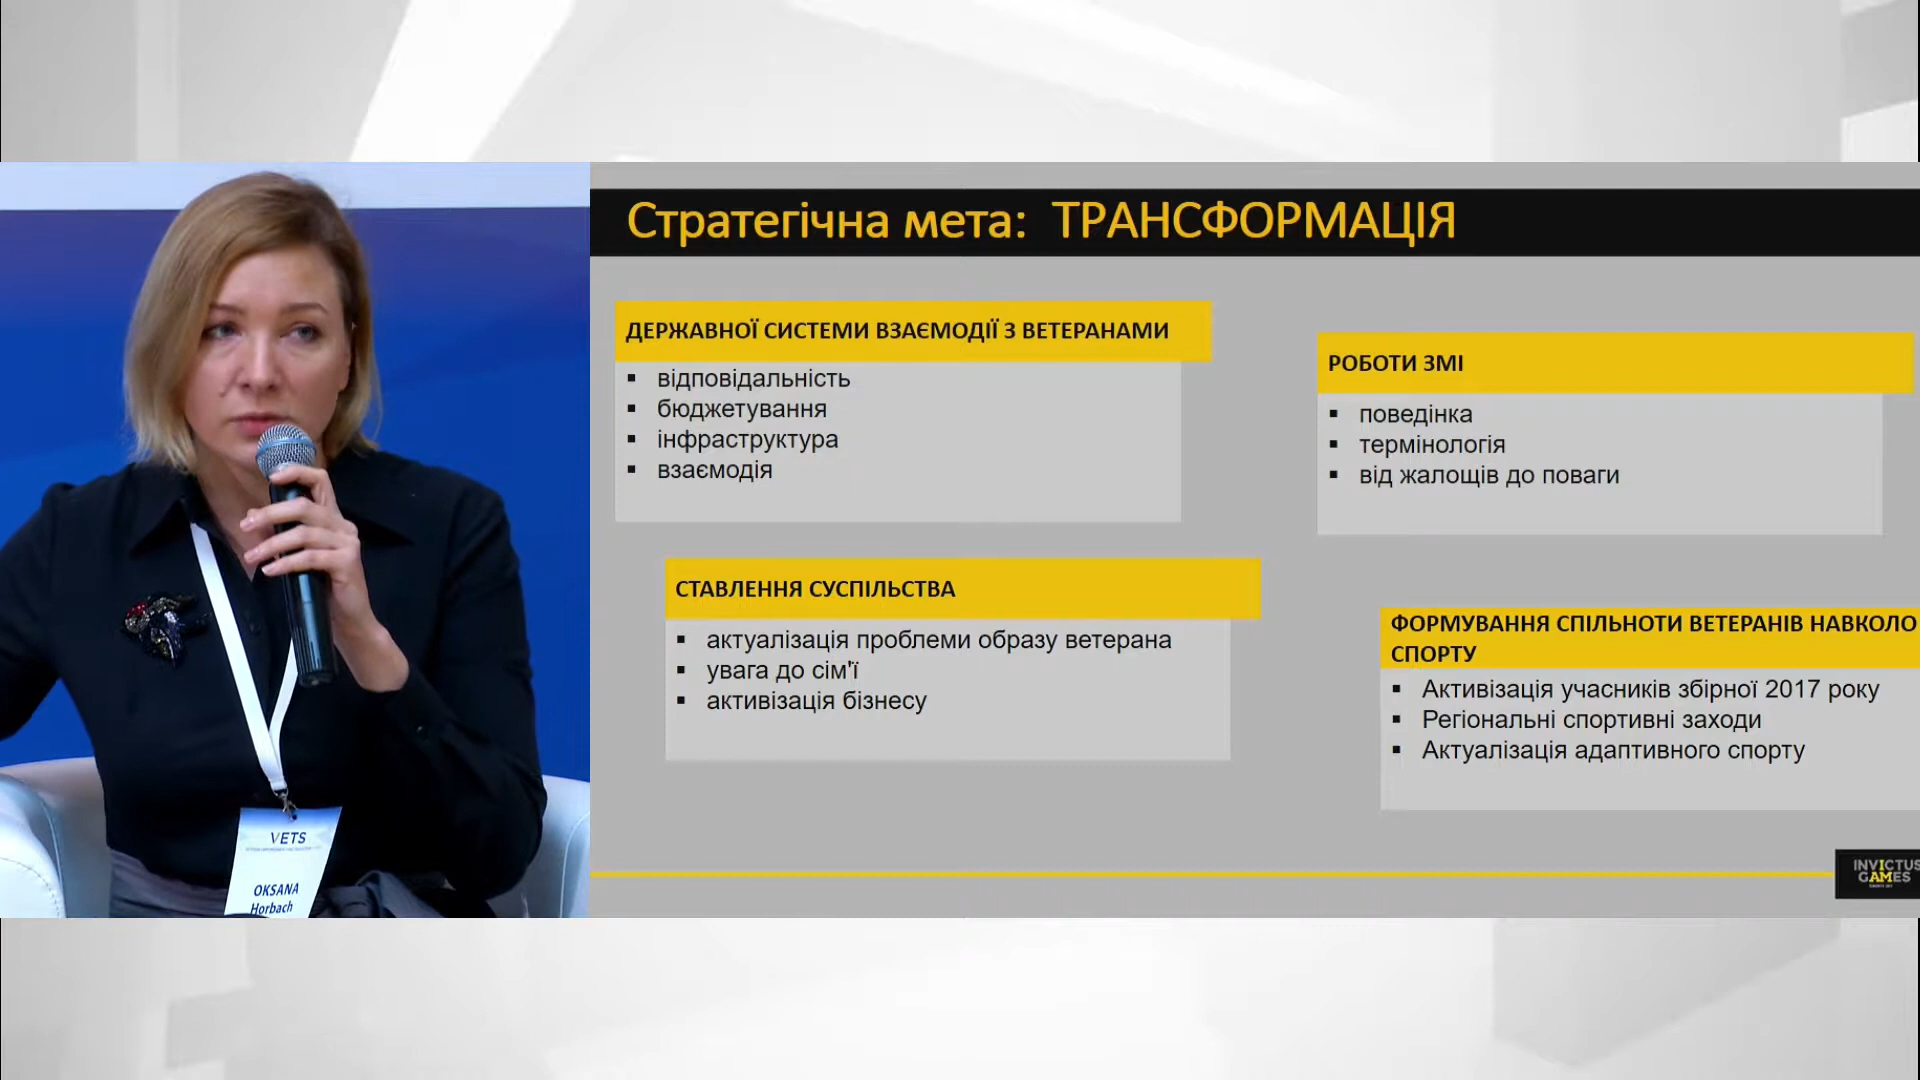 Стратегічна мета: ТРАНСФОРМАЦІЯ
ДЕРЖАВНОЇ СИСТЕМИ ВЗАЄМОДІЇ З ВЕТЕРАНАМИ
▪ відповідальність
▪ бюджетування
▪ інфраструктура
▪ взаємодія
РОБОТИ ЗМІ
▪ поведінка
▪ термінологія
▪ від жалощів до поваги
СТАВЛЕННЯ СУСПІЛЬСТВА
▪ актуалізація проблеми образу ветерана
▪ увага до сім'ї
▪ активізація бізнесу
ФОРМУВАННЯ СПІЛЬНОТИ ВЕТЕРАНІВ НАВКОЛО
СПОРТУ
▪ Активізація учасників збірної 2017 року
▪ Регіональні спортивні заходи
▪ Актуалізація адаптивного спорту
INVICTUS
GAMES
VETS
OKSANA
Horbach